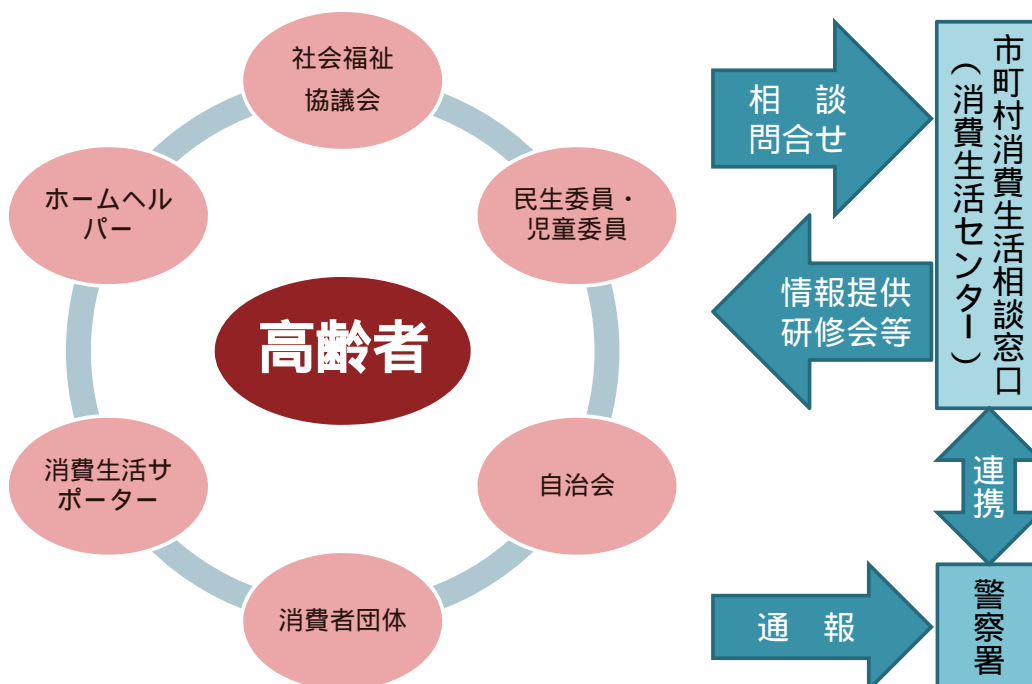 社会福祉
協議会
民生委員・
児童委員
自治会
消費者団体
消費生活サ
ポーター
ホームヘル
パー
高齢者
相　談
問合せ
情報提供
研修会等
市町村消費生活相談窓口
（消費生活センター）
連携
通　報
警察署